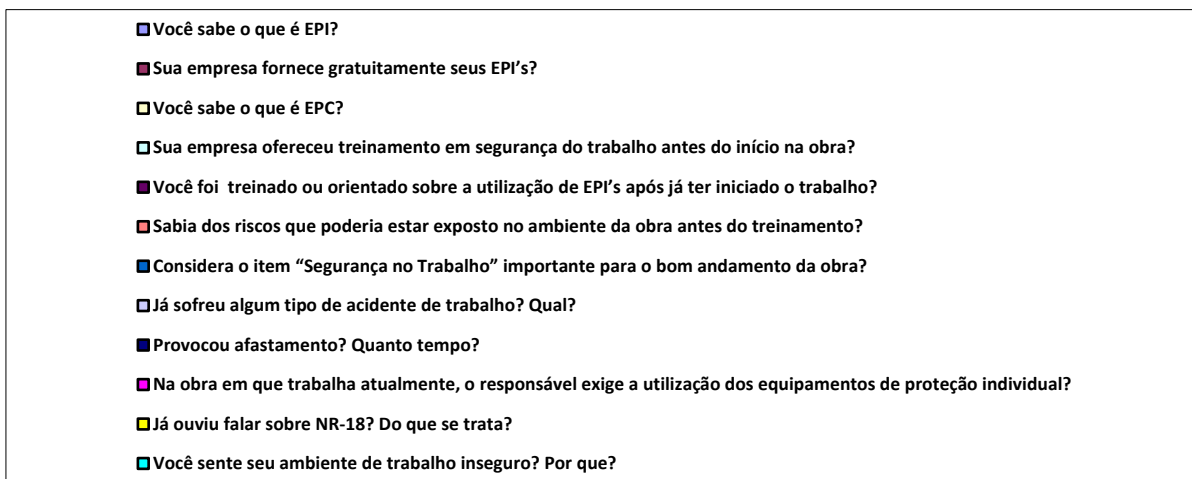 Você sabe o que é EPI?
Sua empresa fornece gratuitamente seus EPI’s?
Você sabe o que é EPC?
Sua empresa ofereceu treinamento em segurança do trabalho antes do início na obra?
Você foi  treinado ou orientado sobre a utilização de EPI’s após já ter iniciado o trabalho?
Sabia dos riscos que poderia estar exposto no ambiente da obra antes do treinamento?
Considera o item “Segurança no Trabalho” importante para o bom andamento da obra?
Já sofreu algum tipo de acidente de trabalho? Qual?
Provocou afastamento? Quanto tempo?
Na obra em que trabalha atualmente, o responsável exige a utilização dos equipamentos de proteção individual?
Já ouviu falar sobre NR-18? Do que se trata?
Você sente seu ambiente de trabalho inseguro? Por que?